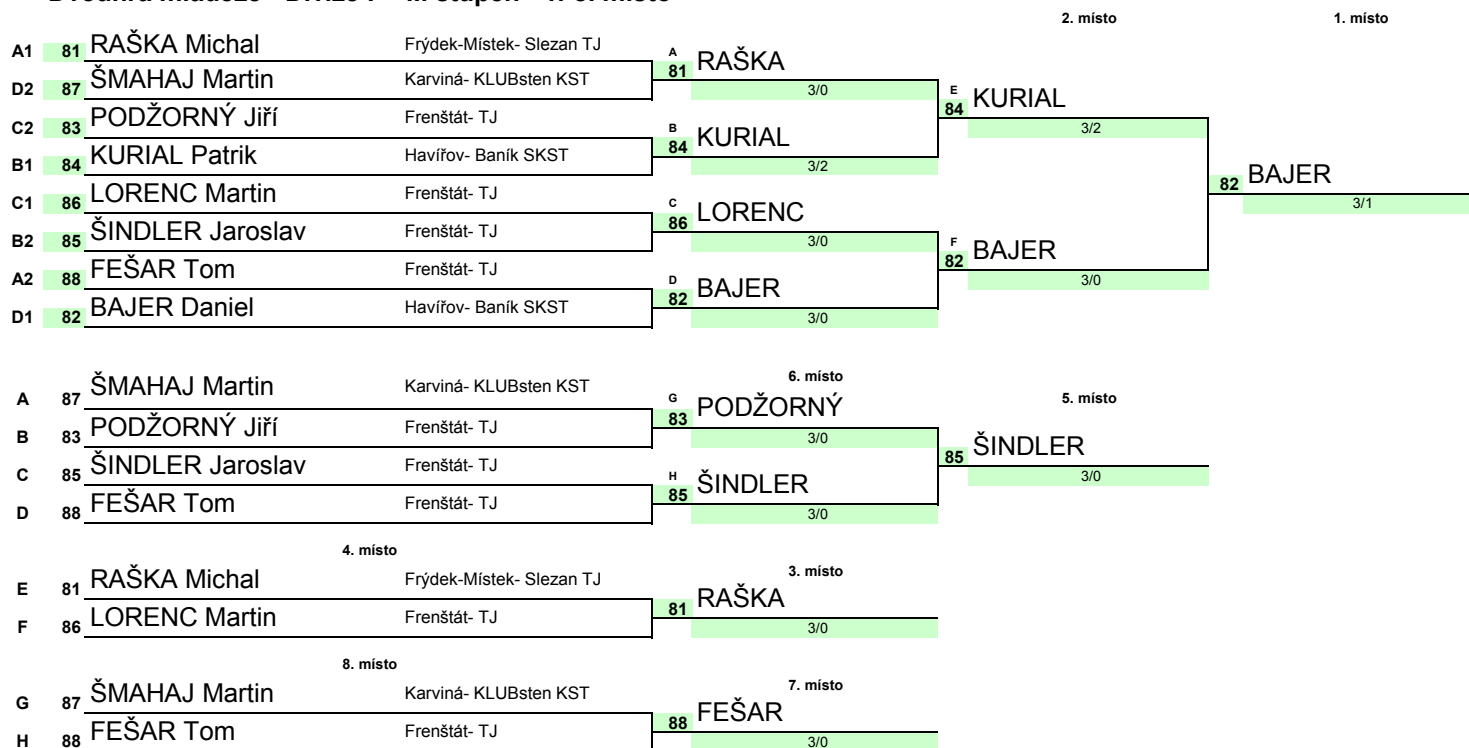 2. místo 1. místo
A1 81 RAŠKA Michal Frýdek-Místek- Slezan TJ
A
81 RAŠKA
D2 87 ŠMAHAJ Martin Karviná- KLUBsten KST
3/0
E
84 KURIAL
C2 83 PODŽORNÝ Jiří Frenštát- TJ
3/2
B
84 KURIAL
B1 84 KURIAL Patrik Havířov- Baník SKST
3/2
82 BAJER
C1 86 LORENC Martin Frenštát- TJ
3/1
C
86 LORENC
B2 85 ŠINDLER Jaroslav Frenštát- TJ
3/0
F
82 BAJER
A2 88 FEŠAR Tom Frenštát- TJ
3/0
D
82 BAJER
D1 82 BAJER Daniel Havířov- Baník SKST
3/0
6. místo
A 87 ŠMAHAJ Martin Karviná- KLUBsten KST
5. místo
G
83 PODŽORNÝ
B 83 PODŽORNÝ Jiří Frenštát- TJ
3/0
85 ŠINDLER
C 85 ŠINDLER Jaroslav Frenštát- TJ
3/0
H
85 ŠINDLER
D 88 FEŠAR Tom Frenštát- TJ
3/0
4. místo
3. místo
E 81 RAŠKA Michal Frýdek-Místek- Slezan TJ
81 RAŠKA
F 86 LORENC Martin Frenštát- TJ
3/0
8. místo
7. místo
G 87 ŠMAHAJ Martin Karviná- KLUBsten KST
88 FEŠAR
H 88 FEŠAR Tom Frenštát- TJ
3/0